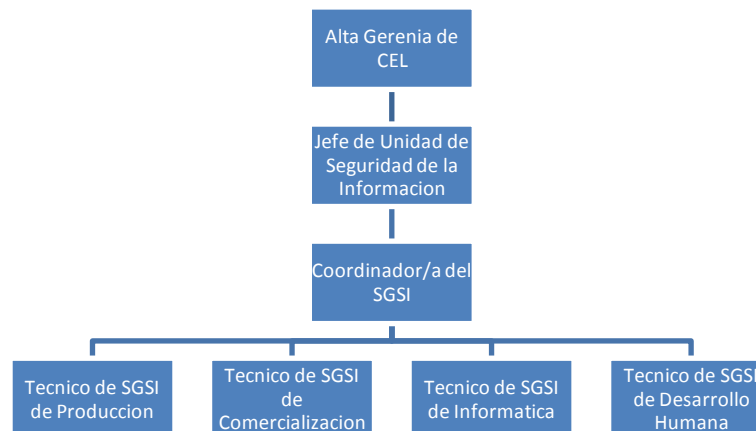 Alta Gerenia de
CEL
Jefe de Unidad de
Seguridad de la
Informacion
Coordinador/a del
SGSI
Tecnico de SGSI
de Produccion
Tecnico de SGSI
de
Comercializacion
Tecnico de SGSI
de Informatica
Tecnico de SGSI
de Desarrollo
Humana